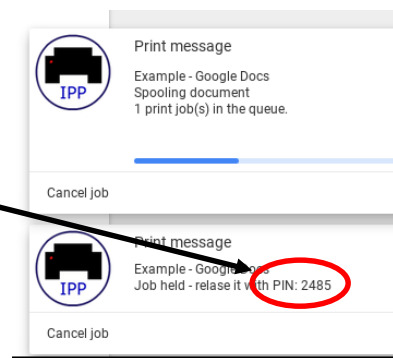 Print message
Example - Google Docs
Spooling document
1 print job(s) in the queue.
IPP
Cancel job
Print message
Example - Google Docs
Job held - relase it with PIN: 2485
IPP
Cancel job